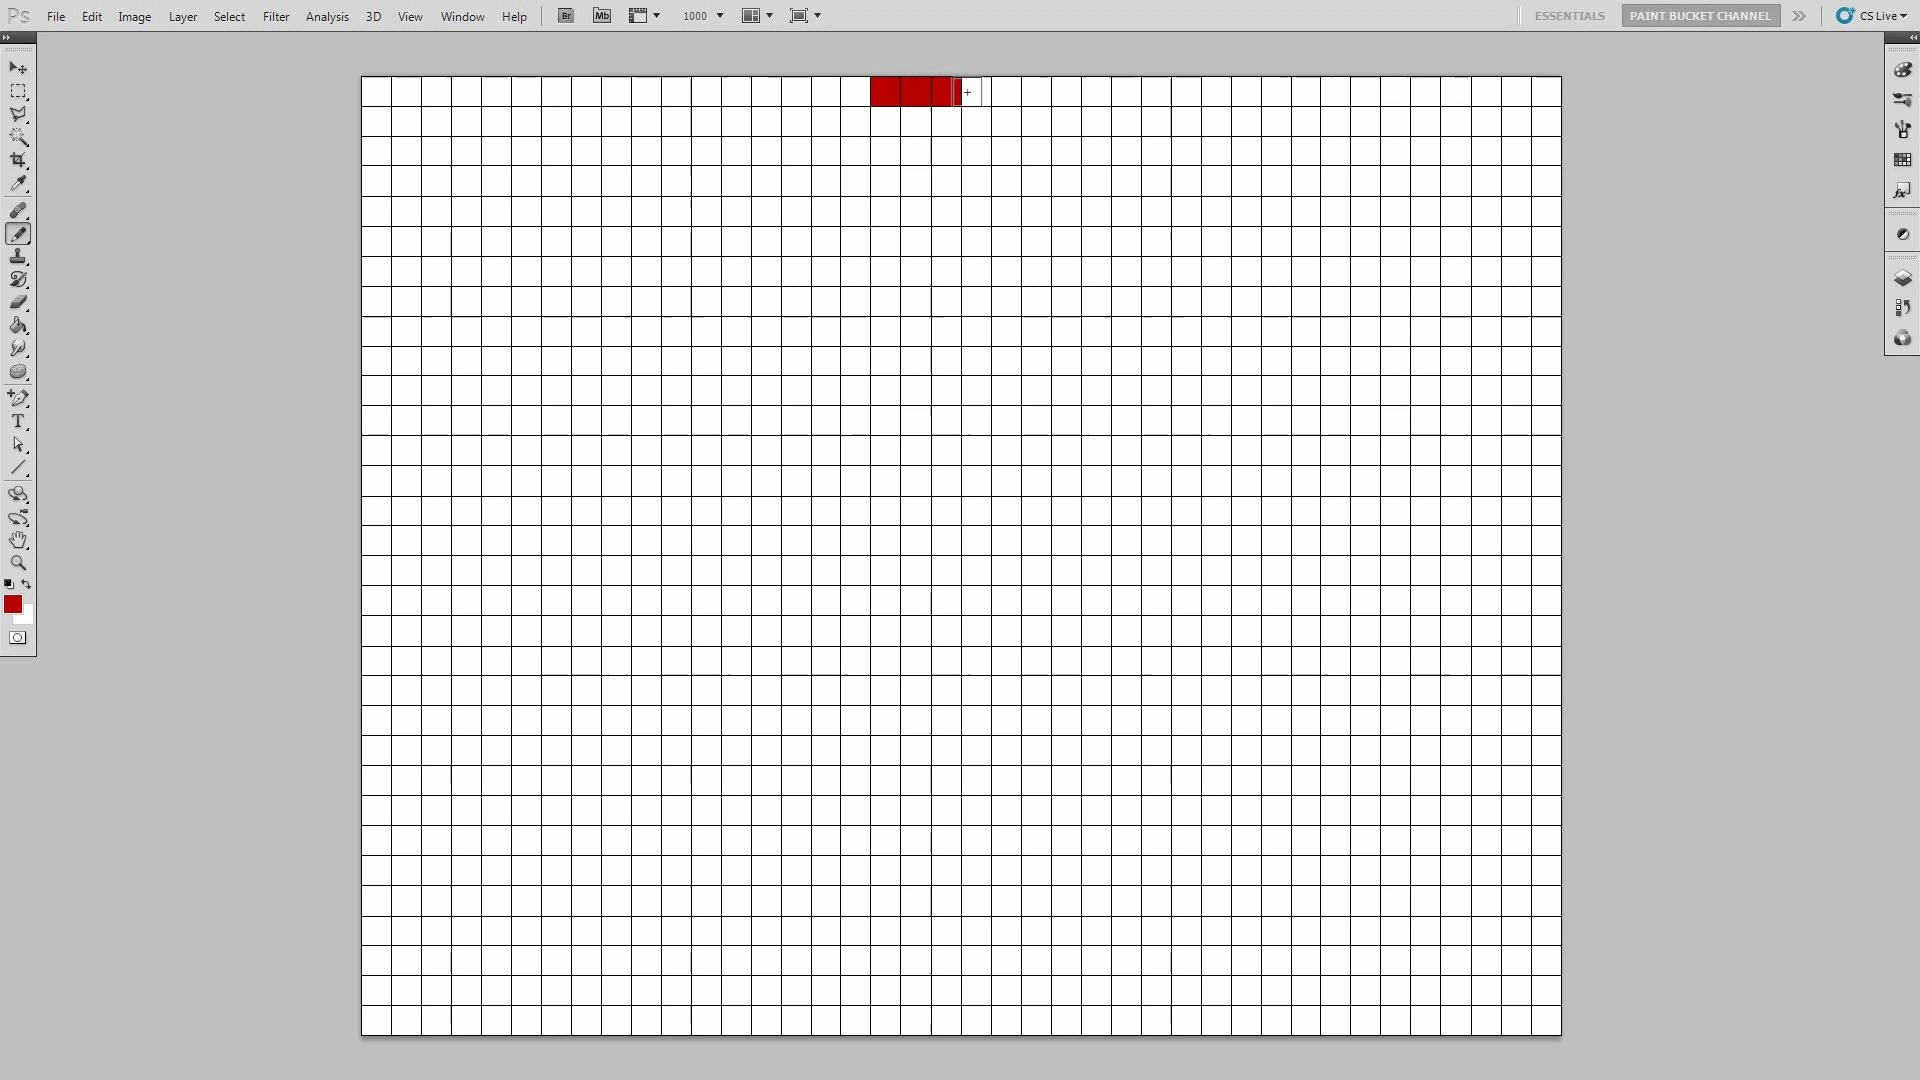 Ps File Edit Image Layer Select Filter Analysis 3D View Window Help Br Mb 1000 ESSENTIALS PAINT BUCKET CHANNEL CS Live
T
fx